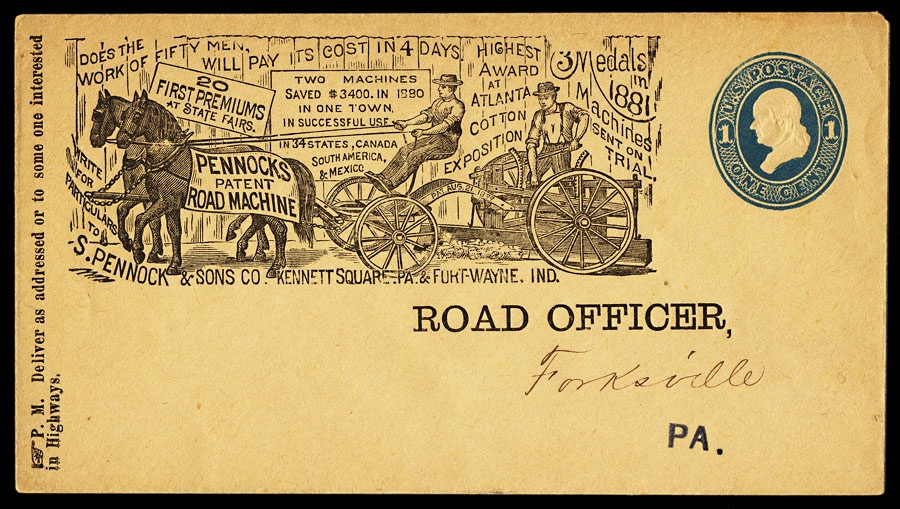 DOES THE
WORK OF FIFTY MEN,
WILL PAY ITS COST IN 4 DAYS
20
FIRST PREMIUMS
AT STATE FAIRS.
TWO MACHINES
SAVED $3400. IN 1880
IN ONE TOWN,
IN SUCCESSFUL USE
IN 34 STATES, CANADA
SOUTH AMERICA,
& MEXICO
HIGHEST
AWARD
AT
ATLANTA
COTTON
EXPOSITION
3 Medals
in
1881
Machines
SENT ON
TRIAL
WRITE
FOR
PARTICULARS
TO
PENNOCKS
PATENT
ROAD MACHINE
AUG. 21
S. PENNOCK & SONS CO. KENNETT SQUARE, PA. & FORT WAYNE, IND.
U.S. POSTAGE
1 1
ONE CENT
ROAD OFFICER,
Forksville
PA.
P. M. Deliver as addressed or to some one interested
in Highways.